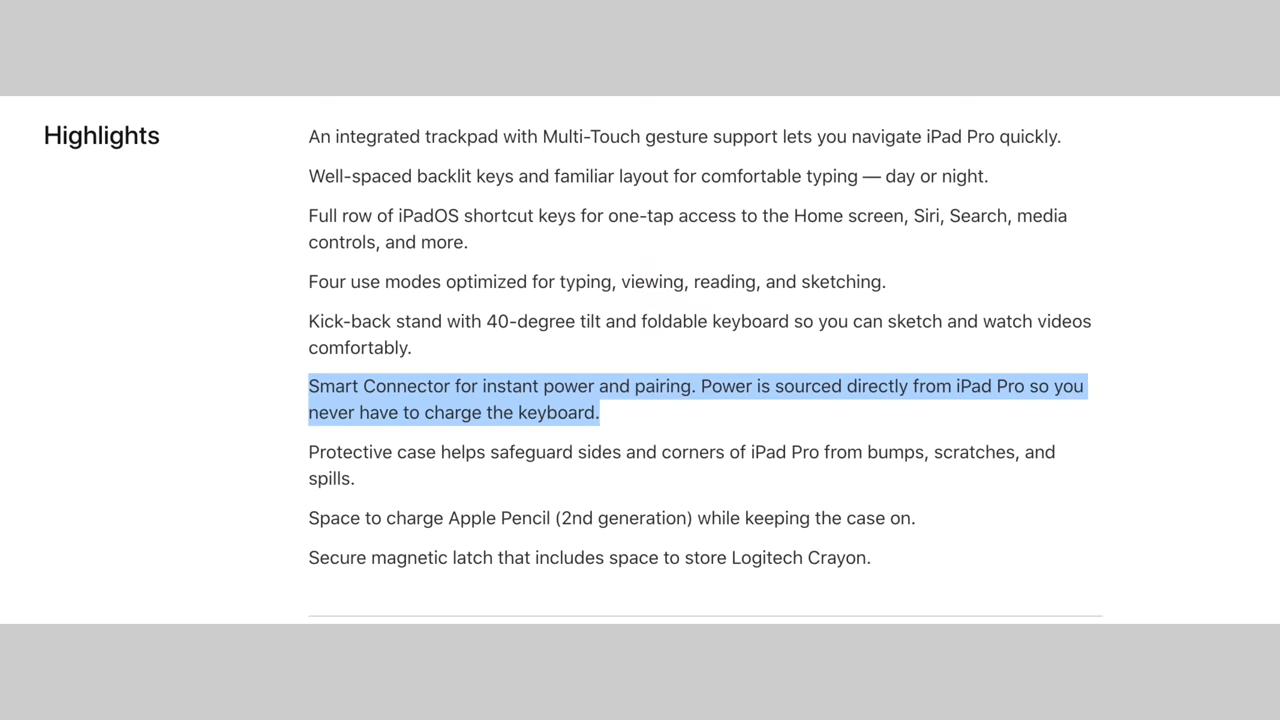 Highlights
An integrated trackpad with Multi-Touch gesture support lets you navigate iPad Pro quickly.
Well-spaced backlit keys and familiar layout for comfortable typing — day or night.
Full row of iPadOS shortcut keys for one-tap access to the Home screen, Siri, Search, media
controls, and more.
Four use modes optimized for typing, viewing, reading, and sketching.
Kick-back stand with 40-degree tilt and foldable keyboard so you can sketch and watch videos
comfortably.
Smart Connector for instant power and pairing. Power is sourced directly from iPad Pro so you
never have to charge the keyboard.
Protective case helps safeguard sides and corners of iPad Pro from bumps, scratches, and
spills.
Space to charge Apple Pencil (2nd generation) while keeping the case on.
Secure magnetic latch that includes space to store Logitech Crayon.